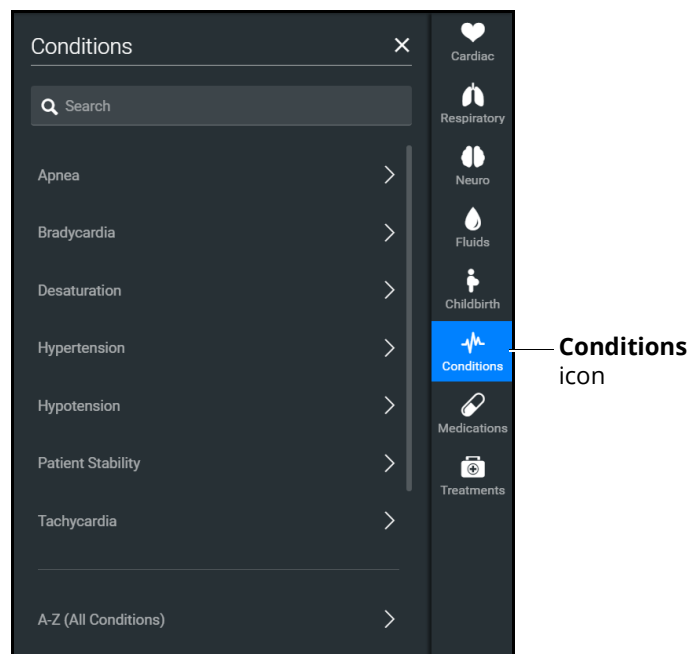 Conditions
Search
Apnea
Bradycardia
Desaturation
Hypertension
Hypotension
Patient Stability
Tachycardia
A-Z (All Conditions)
Cardiac
Respiratory
Neuro
Fluids
Childbirth
Conditions
Medications
Treatments
Conditions
icon